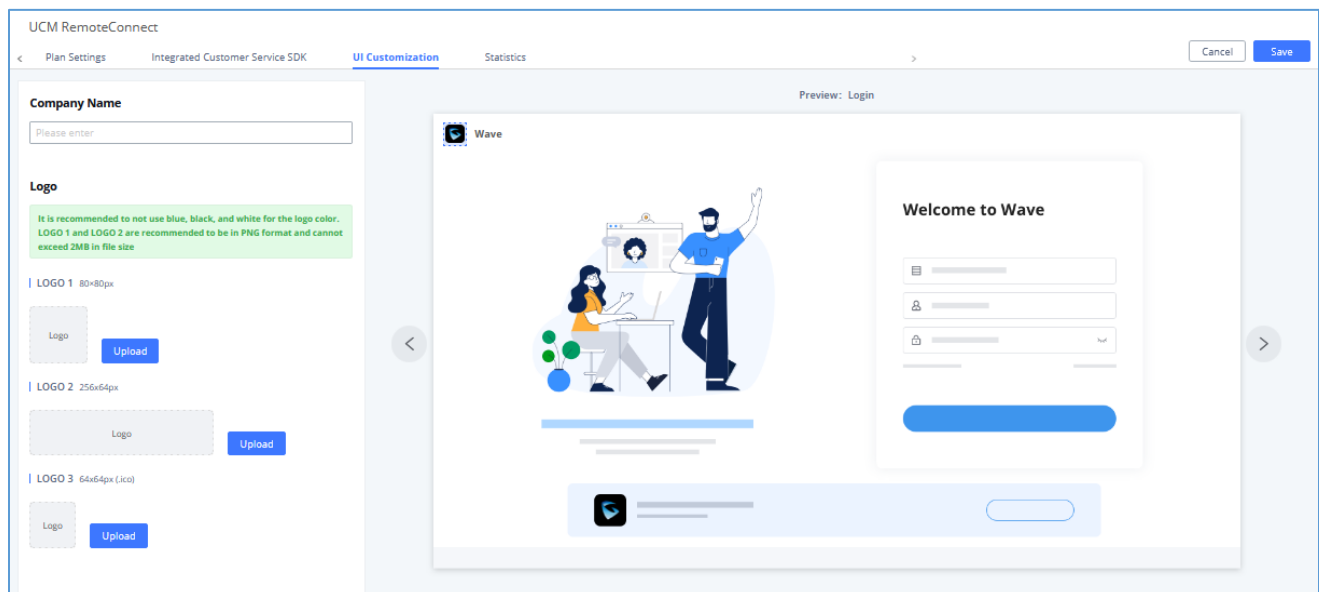 UCM RemoteConnect
Plan Settings
Integrated Customer Service SDK
UI Customization
Statistics
Cancel
Save
Company Name
Please enter
Logo
It is recommended to not use blue, black, and white for the logo color.
LOGO 1 and LOGO 2 are recommended to be in PNG format and cannot
exceed 2MB in file size
LOGO 1 80×80px
Logo
Upload
LOGO 2 256x64px
Logo
Upload
LOGO 3 64x64px (.ico)
Logo
Upload
Preview: Login
Wave
Welcome to Wave